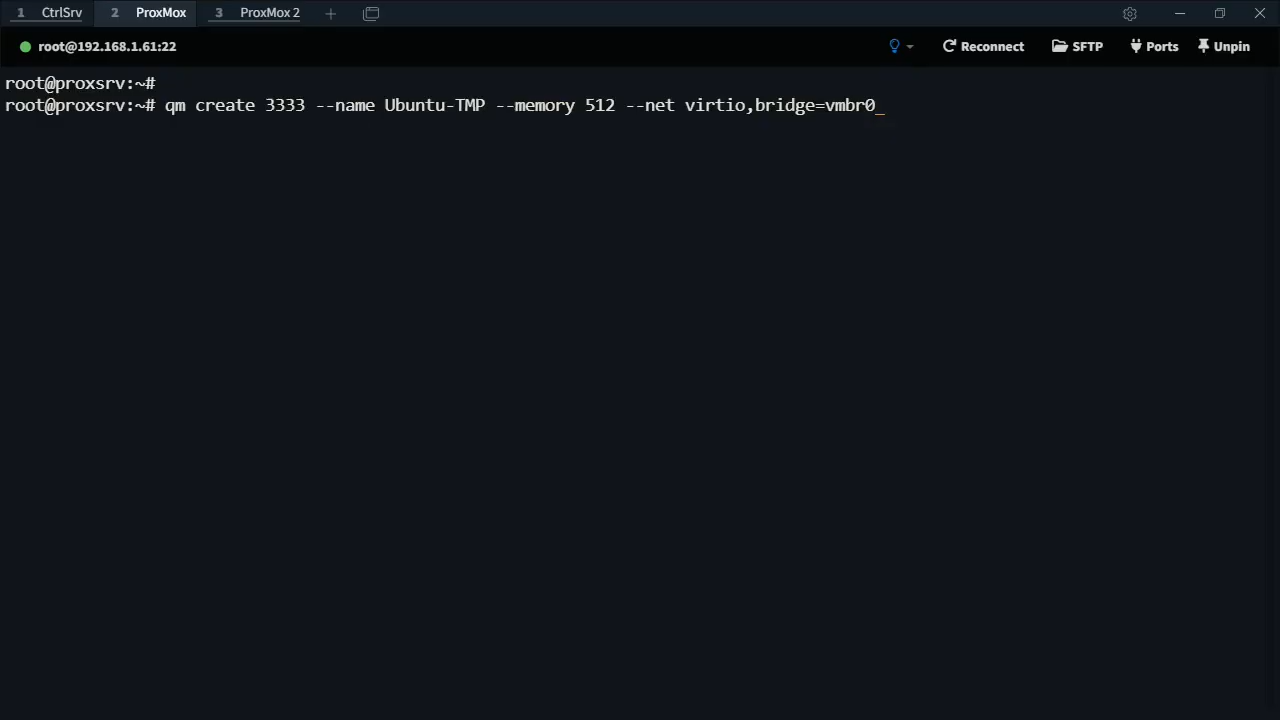 1 CtrlSrv 2 ProxMox 3 ProxMox 2
root@192.168.1.61:22 Reconnect SFTP Ports Unpin
root@proxsrv:~#
root@proxsrv:~# qm create 3333 --name Ubuntu-TMP --memory 512 --net virtio,bridge=vmbr0_